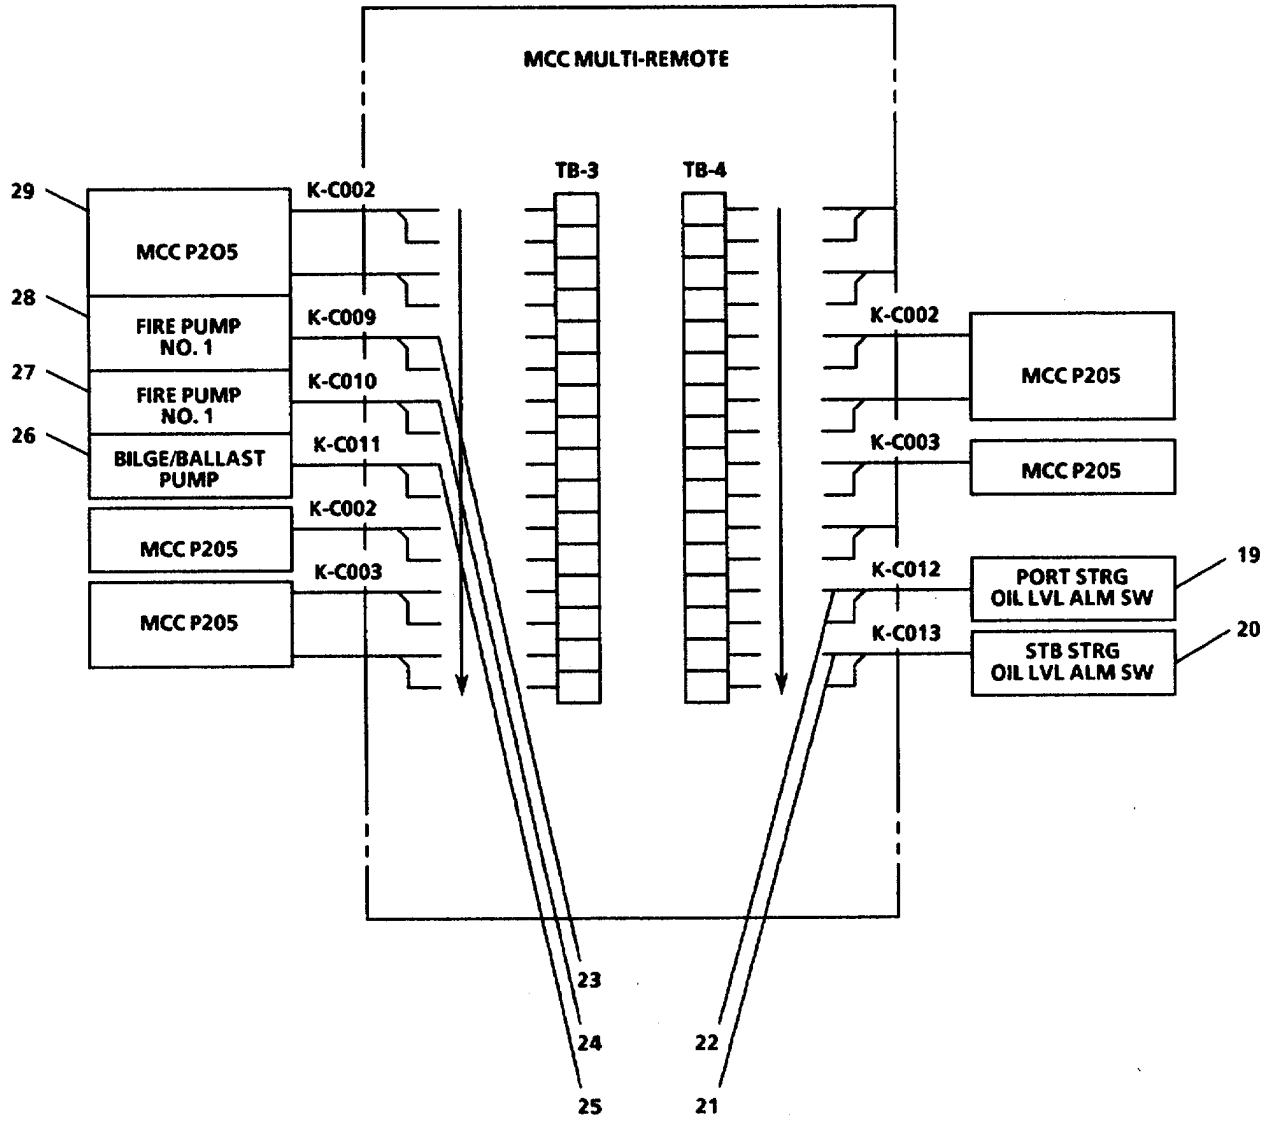 MCC MULTI-REMOTE
TB-3
TB-4
29
K-C002
MCC P2O5
28
K-C009
FIRE PUMP
NO. 1
27
K-C010
FIRE PUMP
NO. 1
26
K-C011
BILGE/BALLAST
PUMP
K-C002
MCC P205
K-C003
MCC P205
K-C002
MCC P205
K-C003
MCC P205
K-C012
PORT STRG
OIL LVL ALM SW
19
K-C013
STB STRG
OIL LVL ALM SW
20
23
24
22
25
21